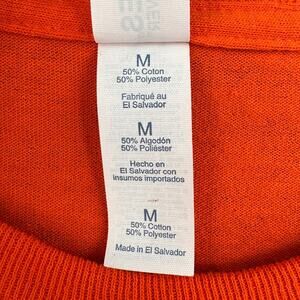 M
50% Coton
50% Polyester
Fabriqué au
El Salvador
M
50% Algodón
50% Poliéster
Hecho en
El Salvador con
insumos importados
M
50% Cotton
50% Polyester
Made in El Salvador